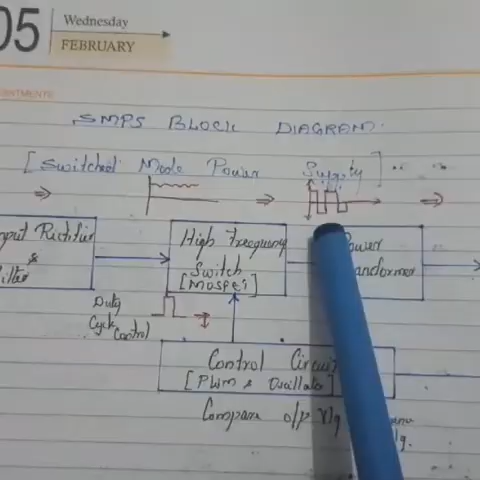 05
Wednesday
FEBRUARY
SMPS BLOCK DIAGRAM.
[Switched Mode Power Supply]
Input Rectifier
&
Filter
High Frequency
Switch
[MOSFET]
Power
Transformer
Duty
Cycle Control
Control Circuit
[PWM & Oscillator]
Compare o/p Vlg